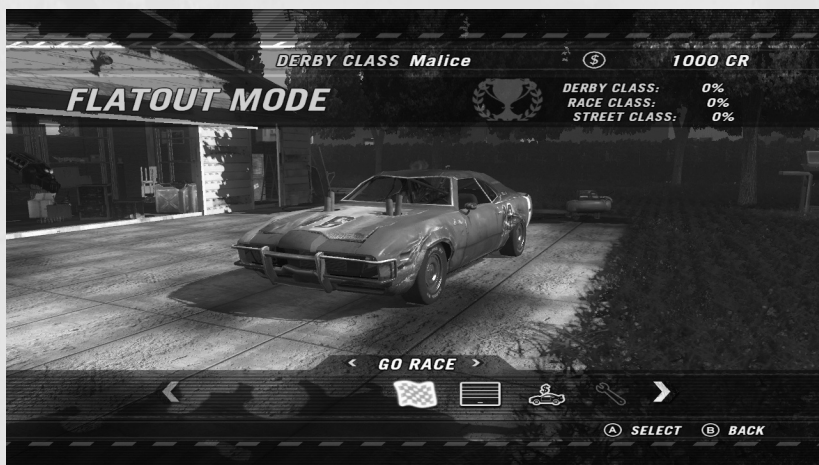 DERBY CLASS Malice $ 1000 CR
FLATOUT MODE
DERBY CLASS: 0%
RACE CLASS: 0%
STREET CLASS: 0%
< GO RACE >
A SELECT B BACK